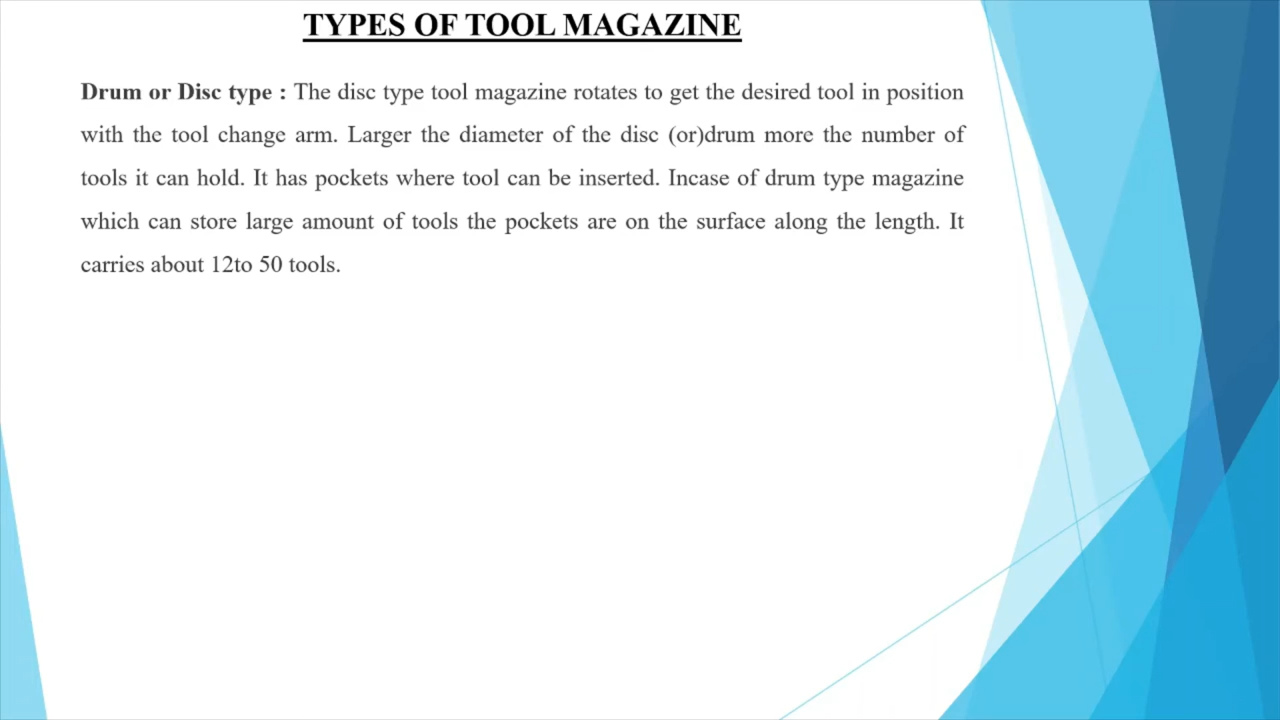 TYPES OF TOOL MAGAZINE
Drum or Disc type : The disc type tool magazine rotates to get the desired tool in position
with the tool change arm. Larger the diameter of the disc (or)drum more the number of
tools it can hold. It has pockets where tool can be inserted. Incase of drum type magazine
which can store large amount of tools the pockets are on the surface along the length. It
carries about 12to 50 tools.